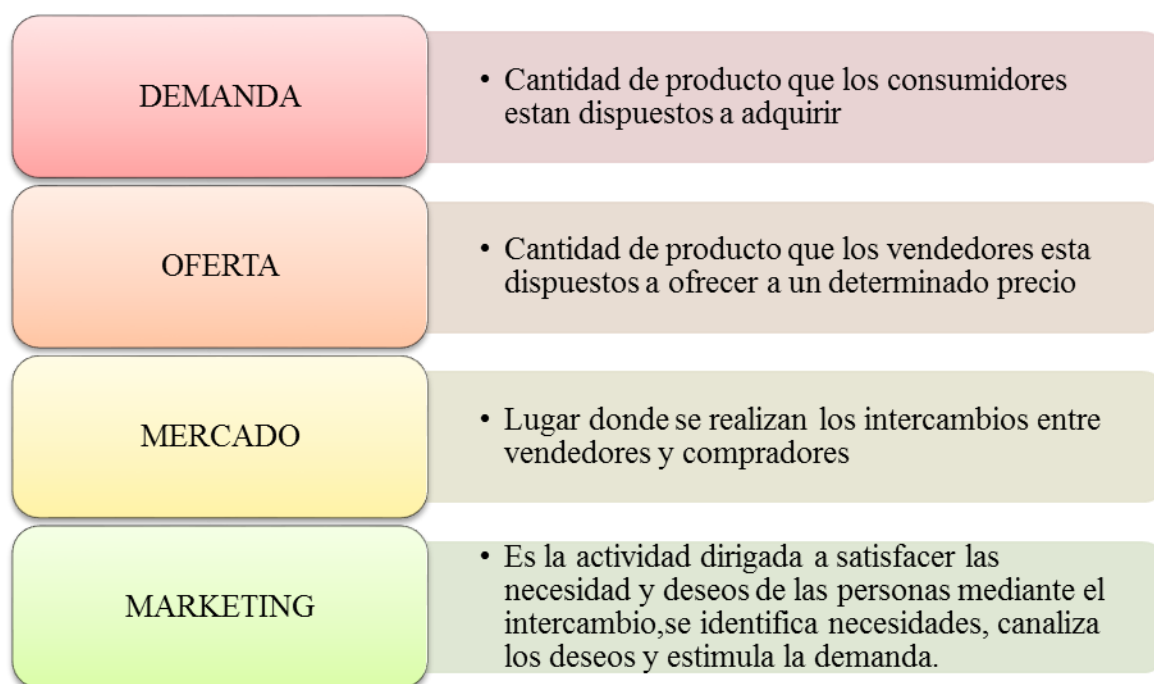 DEMANDA
• Cantidad de producto que los consumidores
estan dispuestos a adquirir
OFERTA
• Cantidad de producto que los vendedores esta
dispuestos a ofrecer a un determinado precio
MERCADO
• Lugar donde se realizan los intercambios entre
vendedores y compradores
MARKETING
• Es la actividad dirigada a satisfacer las
necesidad y deseos de las personas mediante el
intercambio,se identifica necesidades, canaliza
los deseos y estimula la demanda.